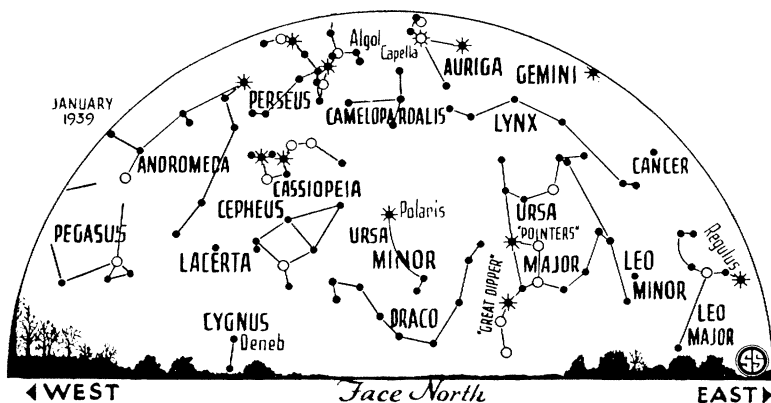 Algol
Capella
AURIGA
GEMINI
JANUARY
1939
PERSEUS
CAMELOPARDALIS
LYNX
ANDROMEDA
CANCER
CASSIOPEIA
CEPHEUS
Polaris
URSA
"POINTERS"
MAJOR
PEGASUS
URSA
MINOR
LACERTA
LEO
MINOR
Regulus
"GREAT DIPPER"
CYGNUS
Deneb
DRACO
LEO
MAJOR
WEST
Face North
EAST